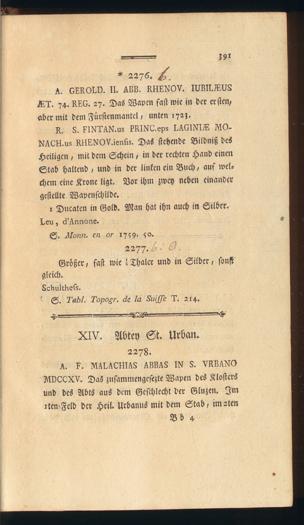 391
* 2276. 6.
A. GEROLD. II. ABB. RHENOV. IUBILÆUS
ÆT. 74. REG. 27. Das Wapen fast wie in der ersten,
aber mit dem Fürstenmantel, unten 1723.
R. S. FINTAN.us PRINC.eps LAGINIÆ MO-
NACH.us RHENOV.iensis. Das stehende Bildniß des
Heiligen, mit dem Schein, in der rechten Hand einen
Stab haltend, und in der linken ein Buch, auf wel-
chem eine Krone ligt. Vor ihm zwey neben einander
gestellte Wapenschilde.
1 Ducaten in Gold. Man hat ihn auch in Silber.
Leu, d'Annone.
S. Monn. en or 1759. 50.
2277.
Größer, fast wie 1 Thaler und in Silber, sonst
gleich.
Schulthess.
S. Tabl. Topogr. de la Suisse T. 214.
XIV. Abtey St. Urban.
2278.
A. F. MALACHIAS ABBAS IN S. VRBANO
MDCCXV. Das zusammengesezte Wapen des Klosters
und des Abts aus dem Geschlecht der Glutzen. Im
1ten Feld der Heil. Urbanus mit dem Stab, im 2ten
Bb 4